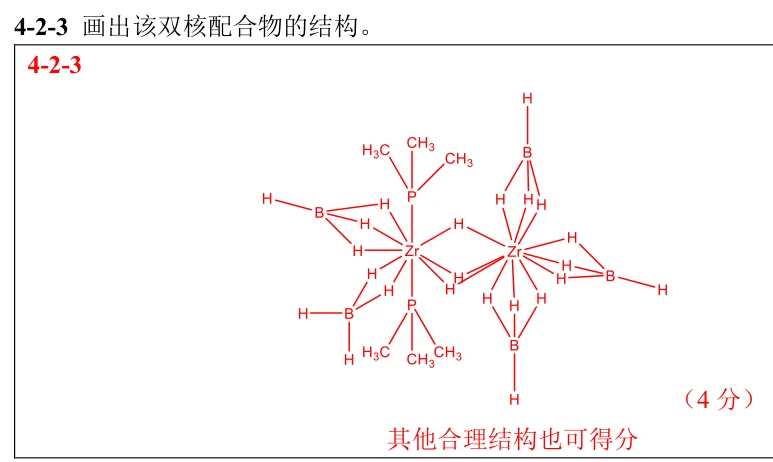 4-2-3 画出该双核配合物的结构。
4-2-3
H
H₃C CH₃ CH₃
B
P
H B H H H H H
H H H
Zr Zr
H H H H B H
H H H
H B H P H H H
H H₃C CH₃ CH₃ B
H
（4 分）
其他合理结构也可得分